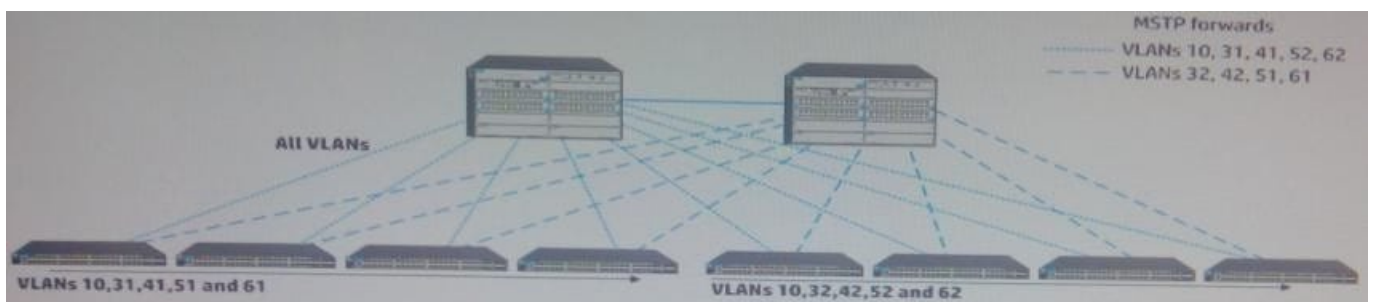 MSTP forwards
VLANs 10, 31, 41, 52, 62
VLANs 32, 42, 51, 61
All VLANs
VLANs 10,31,41,51 and 61
VLANs 10,32,42,52 and 62